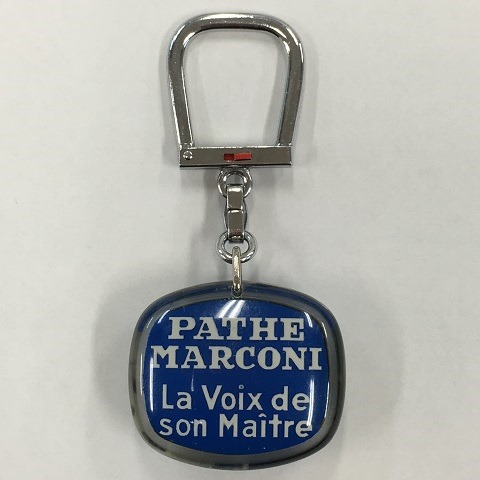 PATHE
MARCONI
La Voix de
son Maître